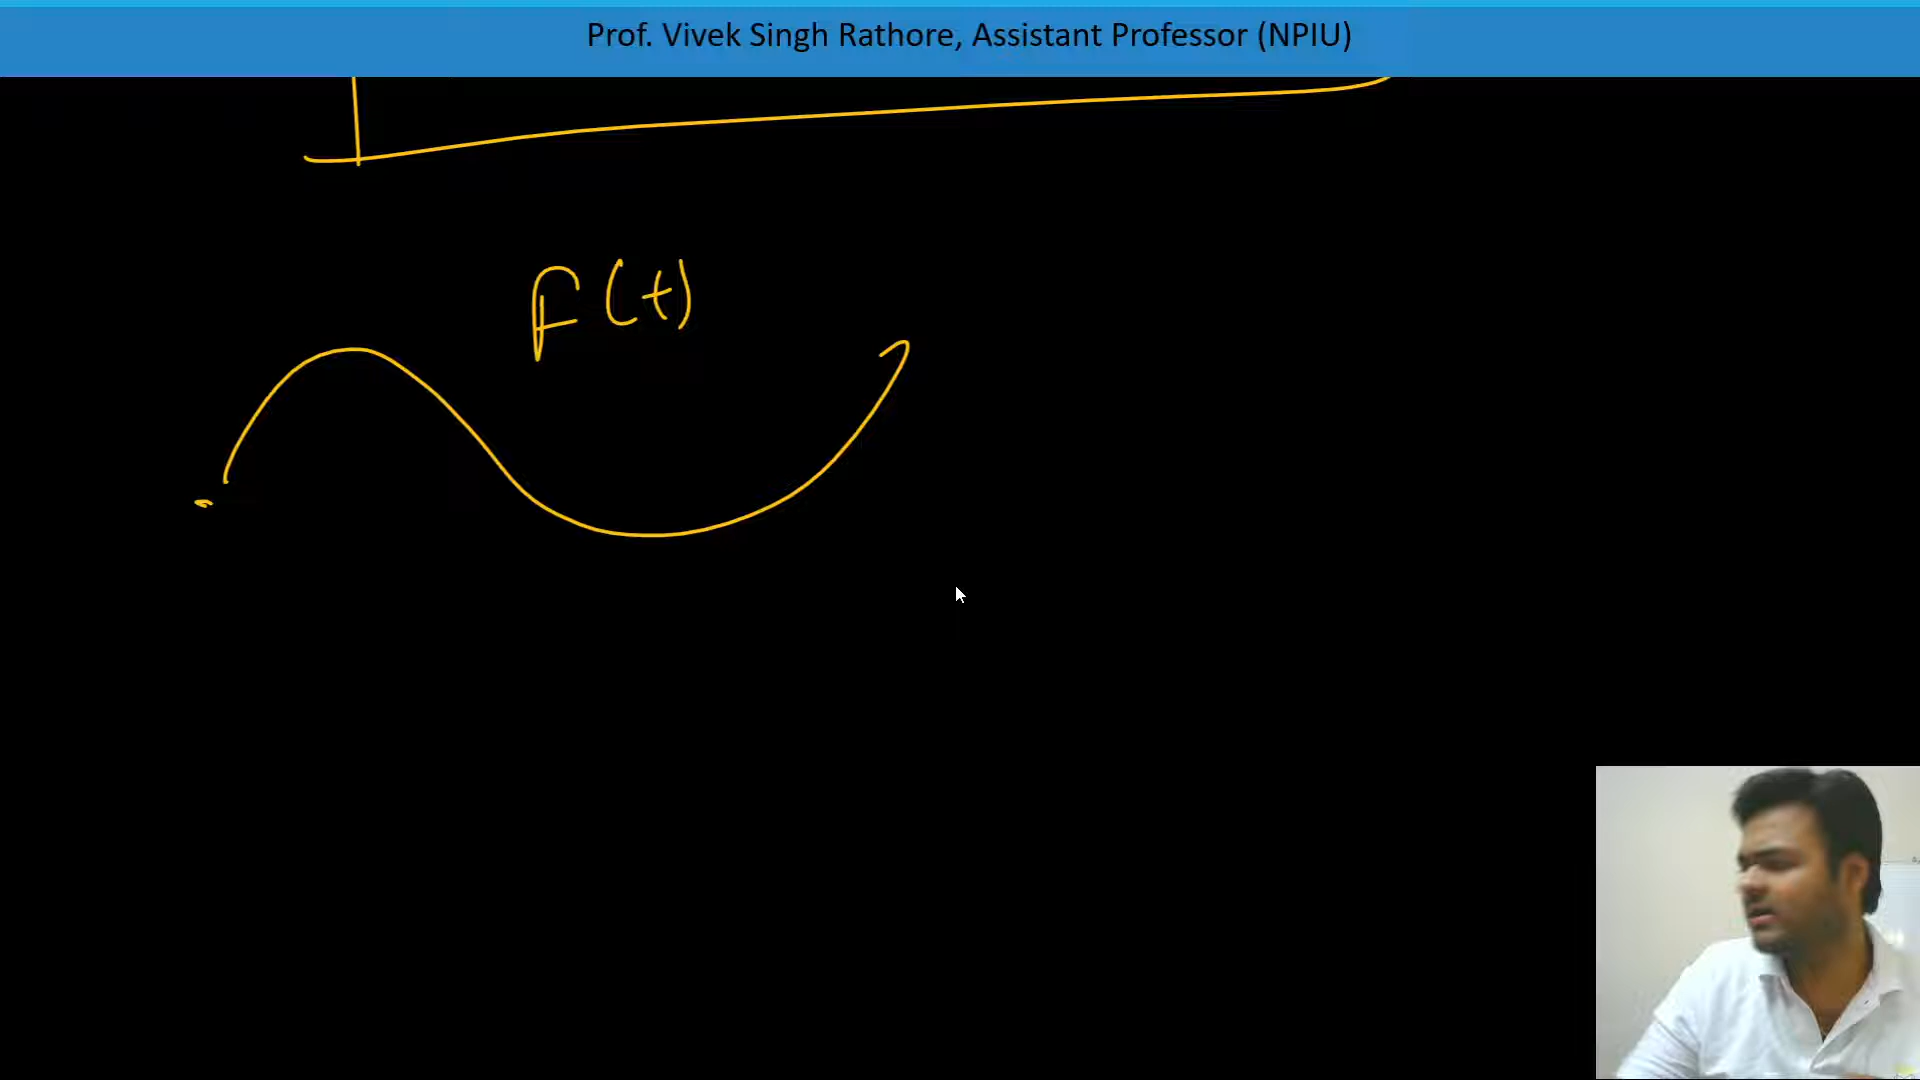 Prof. Vivek Singh Rathore, Assistant Professor (NPIU)
F(t)